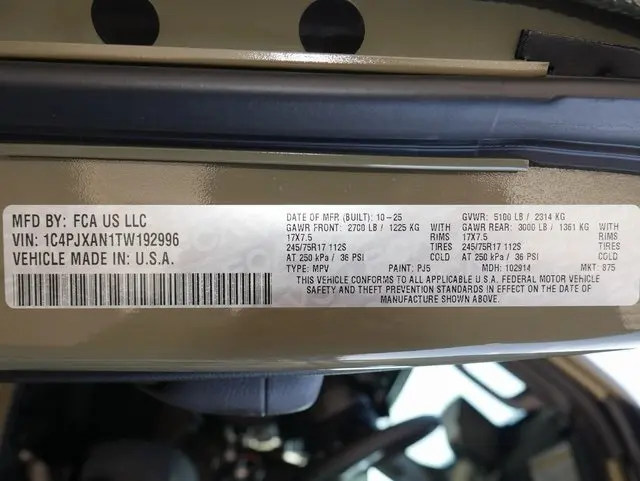 MFD BY: FCA US LLC
VIN: 1C4PJXAN1TW192996
VEHICLE MADE IN: U.S.A.
DATE OF MFR (BUILT): 10-25 GVWR: 5100 LB / 2314 KG
GAWR FRONT: 2700 LB / 1225 KG WITH GAWR REAR: 3000 LB / 1361 KG WITH
17X7.5 RIMS 17X7.5 RIMS
245/75R17 112S TIRES 245/75R17 112S TIRES
AT 250 kPa / 36 PSI COLD AT 250 kPa / 36 PSI COLD
TYPE: MPV PAINT: PJ5 MDH: 102914 MKT: 875
THIS VEHICLE CONFORMS TO ALL APPLICABLE U.S.A. FEDERAL MOTOR VEHICLE
SAFETY AND THEFT PREVENTION STANDARDS IN EFFECT ON THE DATE OF
MANUFACTURE SHOWN ABOVE.